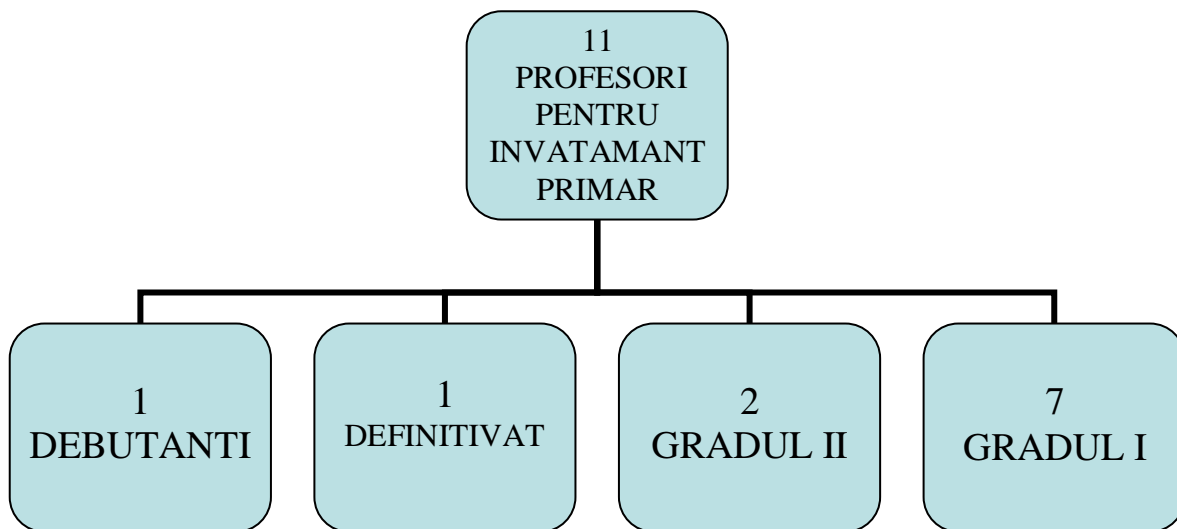 11
PROFESORI
PENTRU
INVATAMANT
PRIMAR
1
DEBUTANTI
1
DEFINITIVAT
2
GRADUL II
7
GRADUL I